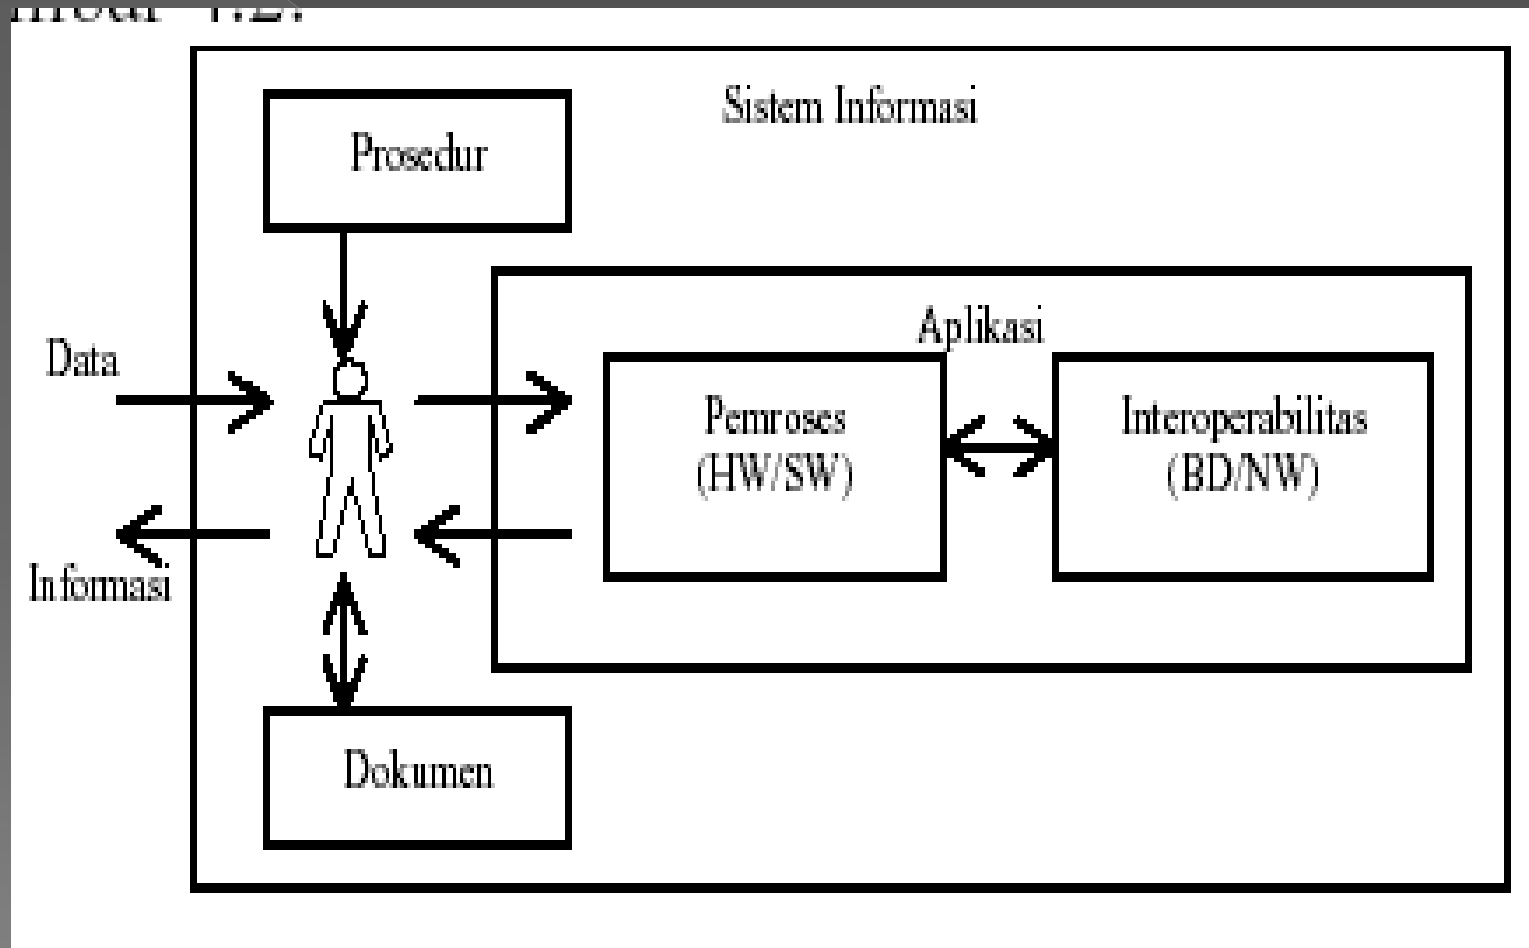 Sistem Informasi
Prosedur
Aplikasi
Data
Pemroses
(HW/SW)
Interoperabilitas
(BD/NW)
Informasi
Dokumen